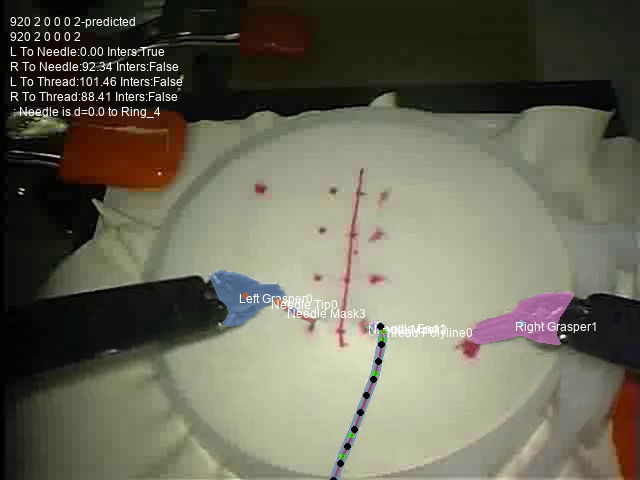 920 2 0 0 0 2-predicted
920 2 0 0 0 2
L To Needle:0.00 Inters:True
R To Needle:92.34 Inters:False
L To Thread:101.46 Inters:False
R To Thread:88.41 Inters:False
: Needle is d=0.0 to Ring_4
Left Grasper0
Needle Tip0
Needle Mask3
Thread Polyline0
Right Grasper1